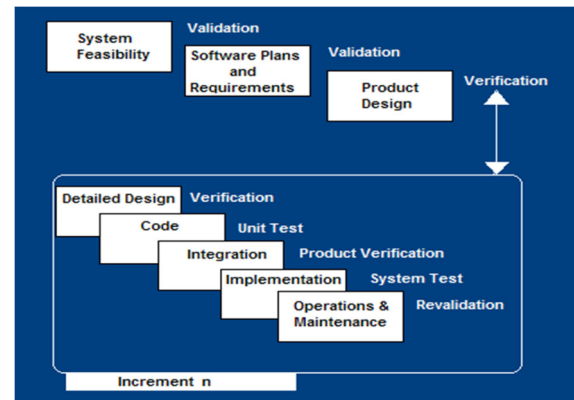 System
Feasibility
Validation
Software Plans
and
Requirements
Validation
Product
Design
Verification
Detailed Design
Verification
Code
Unit Test
Integration
Product Verification
Implementation
System Test
Operations &
Maintenance
Revalidation
Increment n